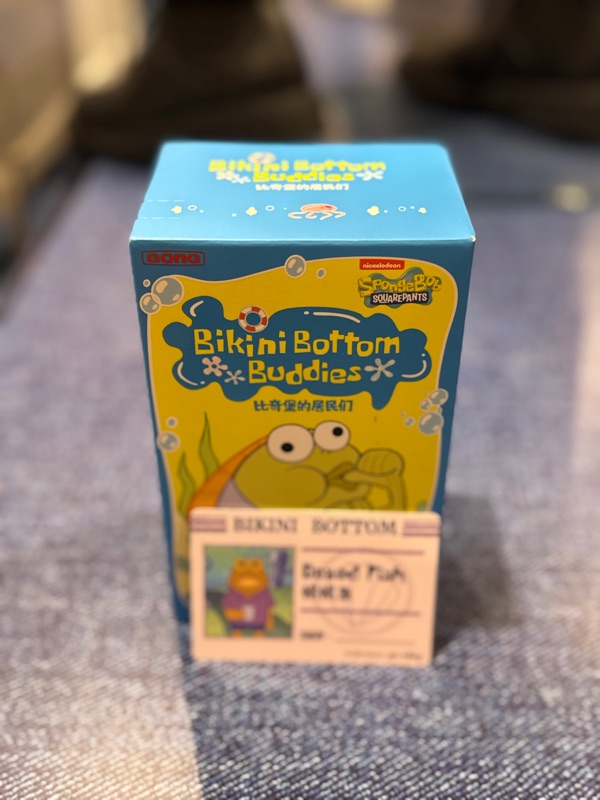 Bikini Bottom
Buddies
比奇堡的居民们
GONG
nickelodeon
SpongeBob
SQUAREPANTS
Bikini Bottom
Buddies
比奇堡的居民们
BIKINI BOTTOM
Fish